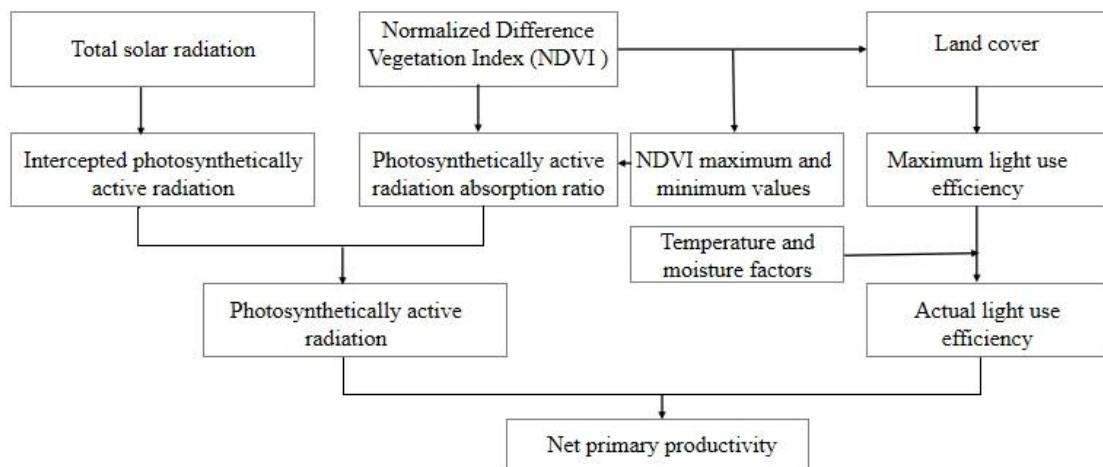 Total solar radiation
Normalized Difference
Vegetation Index (NDVI )
Land cover
Intercepted photosynthetically
active radiation
Photosynthetically active
radiation absorption ratio
NDVI maximum and
minimum values
Maximum light use
efficiency
Temperature and
moisture factors
Photosynthetically active
radiation
Actual light use
efficiency
Net primary productivity